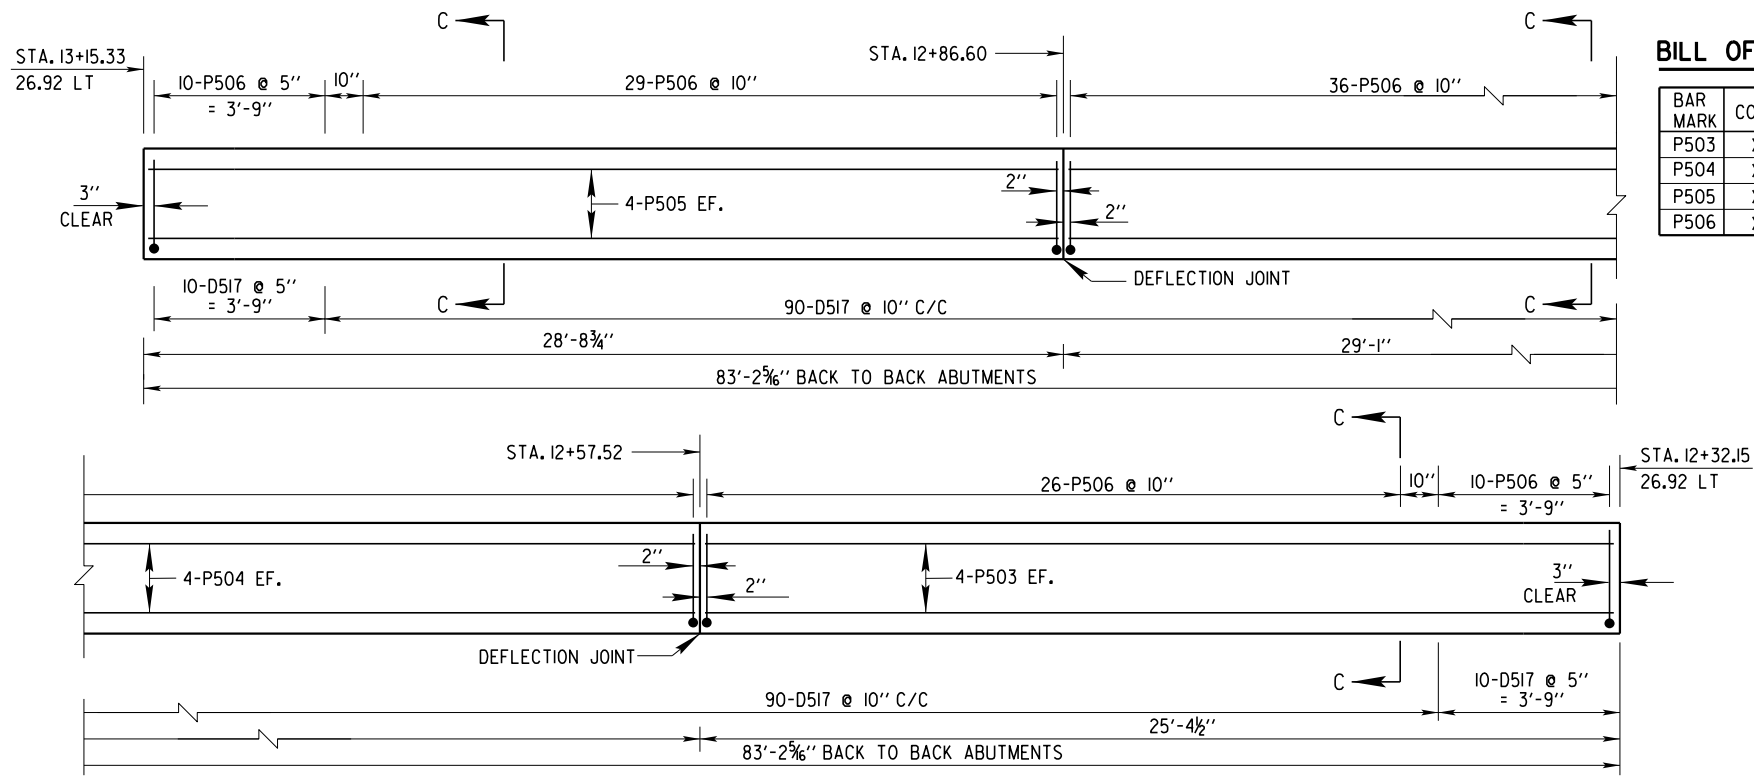 C
C
STA. 13+15.33
26.92 LT
STA. 12+86.60
BILL OF
10-P506 @ 5''
= 3'-9''
10''
29-P506 @ 10''
36-P506 @ 10''
BAR MARK
P503
P504
P505
P506
3''
CLEAR
4-P505 EF.
2''
2''
DEFLECTION JOINT
10-D517 @ 5''
= 3'-9''
C
90-D517 @ 10'' C/C
C
28'-8¾''
29'-1''
83'-2⁵⁄₁₆'' BACK TO BACK ABUTMENTS
C
STA. 12+57.52
STA. 12+32.15
26.92 LT
26-P506 @ 10''
10''
10-P506 @ 5''
= 3'-9''
4-P504 EF.
2''
2''
4-P503 EF.
3''
CLEAR
DEFLECTION JOINT
C
10-D517 @ 5''
= 3'-9''
90-D517 @ 10'' C/C
25'-4½''
83'-2⁵⁄₁₆'' BACK TO BACK ABUTMENTS